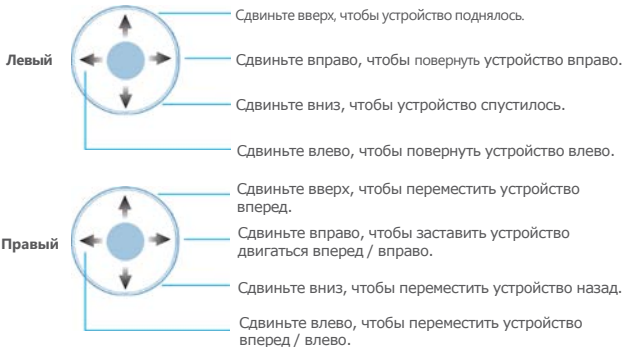 Сдвиньте вверх, чтобы устройство поднялось.
Левый
Сдвиньте вправо, чтобы повернуть устройство вправо.
Сдвиньте вниз, чтобы устройство спустилось.
Сдвиньте влево, чтобы повернуть устройство влево.
Сдвиньте вверх, чтобы переместить устройство
вперед.
Правый
Сдвиньте вправо, чтобы заставить устройство
двигаться вперед / вправо.
Сдвиньте вниз, чтобы переместить устройство назад.
Сдвиньте влево, чтобы переместить устройство
вперед / влево.